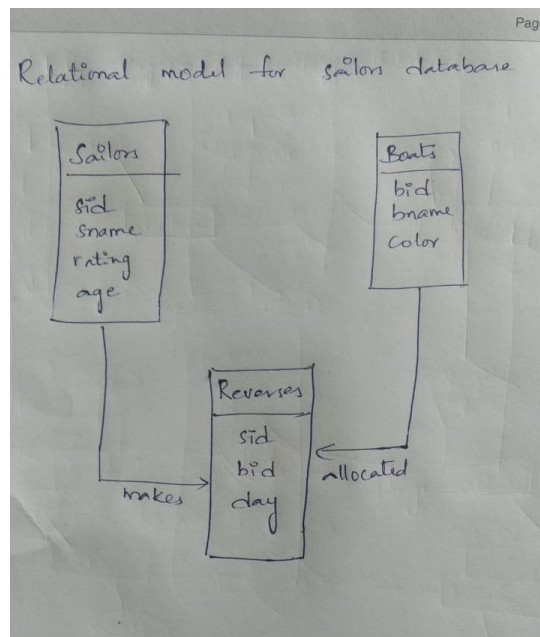 Page
Relational model for sailors database
Sailors
sid
sname
rating
age
Boats
bid
bname
color
Reverses
sid
bid
day
makes
allocated